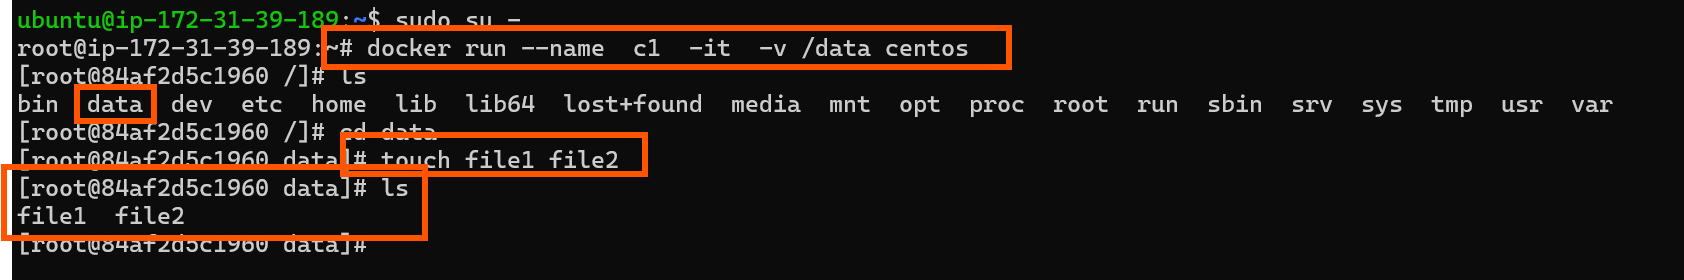 ubuntu@ip-172-31-39-189:~$ sudo su -
root@ip-172-31-39-189:~# docker run --name  c1  -it  -v /data centos
[root@84af2d5c1960 /]# ls
bin  data  dev  etc  home  lib  lib64  lost+found  media  mnt  opt  proc  root  run  sbin  srv  sys  tmp  usr  var
[root@84af2d5c1960 /]# cd data
[root@84af2d5c1960 data]# touch file1 file2
[root@84af2d5c1960 data]# ls
file1  file2
[root@84af2d5c1960 data]#